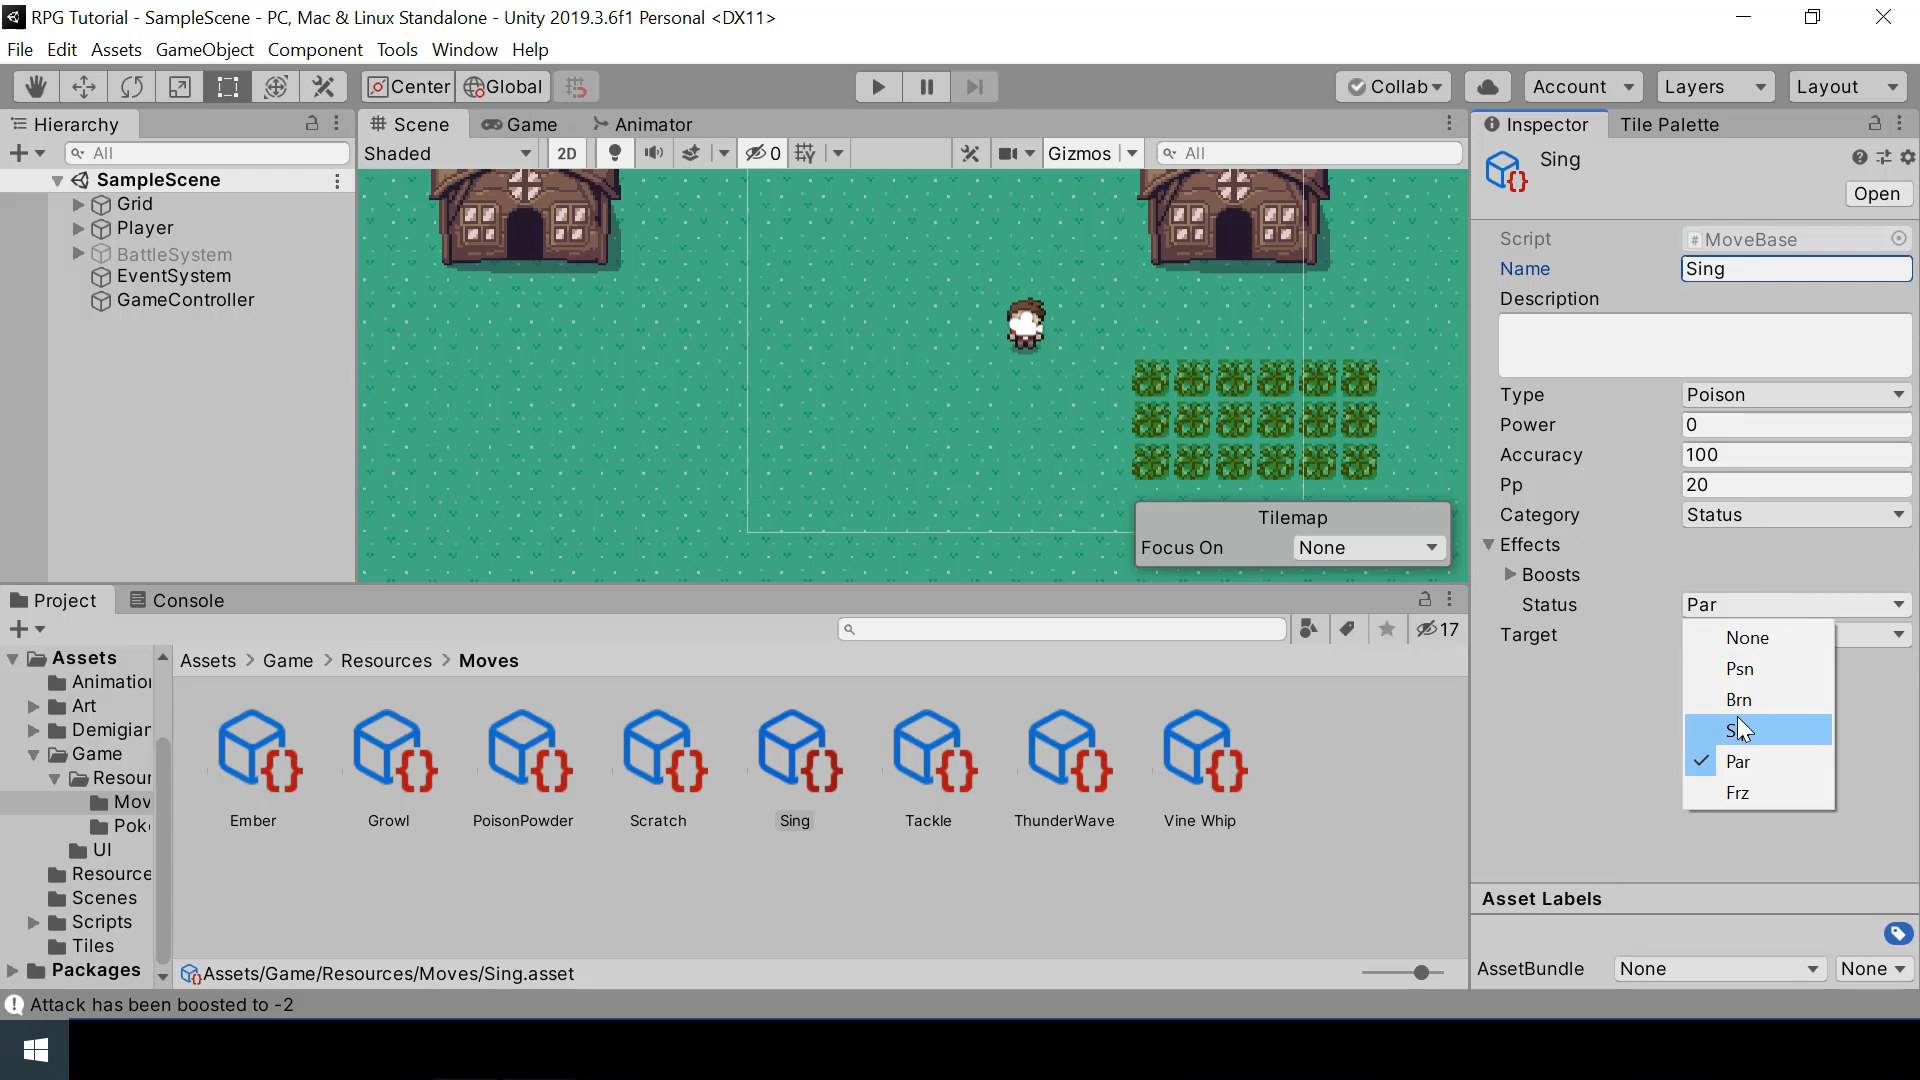 RPG Tutorial - SampleScene - PC, Mac & Linux Standalone - Unity 2019.3.6f1 Personal <DX11>
File Edit Assets GameObject Component Tools Window Help
Center Global Collab Account Layers Layout
Hierarchy
All
SampleScene
Grid
Player
BattleSystem
EventSystem
GameController
Scene Game Animator
Shaded 2D 0 Gizmos All
Tilemap
Focus On None
Inspector Tile Palette
Sing
Open
Script MoveBase
Name Sing
Description
Type Poison
Power 0
Accuracy 100
Pp 20
Category Status
Effects
Boosts
Status Par
Target
None
Psn
Brn
Par
Frz
Project Console
17
Assets
Animation
Art
Demigian
Game
Resour
Mov
Pok
UI
Resource
Scenes
Scripts
Tiles
Packages
Assets > Game > Resources > Moves
Ember Growl PoisonPowder Scratch Sing Tackle ThunderWave Vine Whip
Assets/Game/Resources/Moves/Sing.asset
Asset Labels
AssetBundle None None
Attack has been boosted to -2